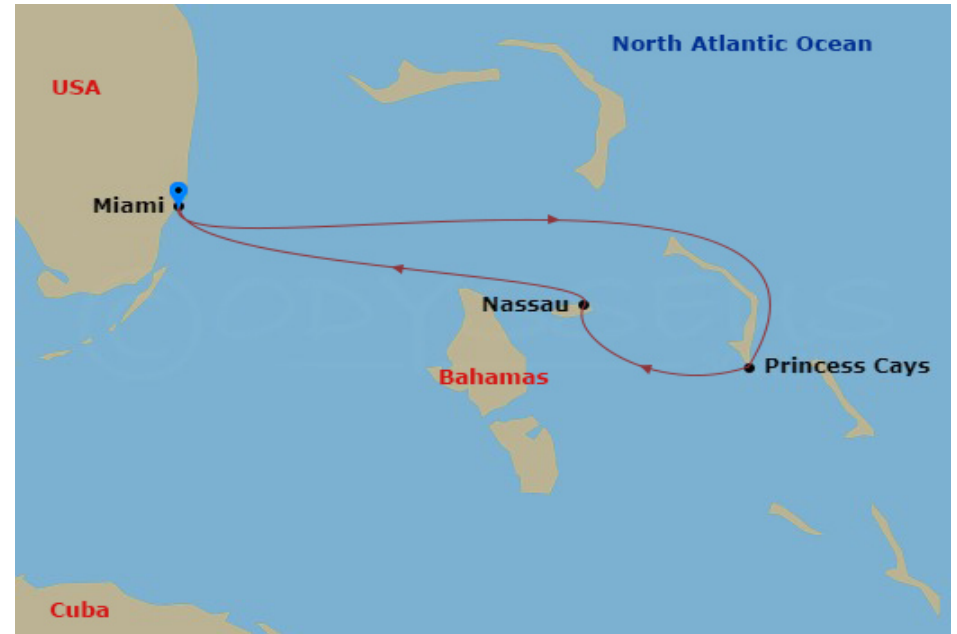 North Atlantic Ocean
USA
Miami
Nassau
Princess Cays
Bahamas
Cuba